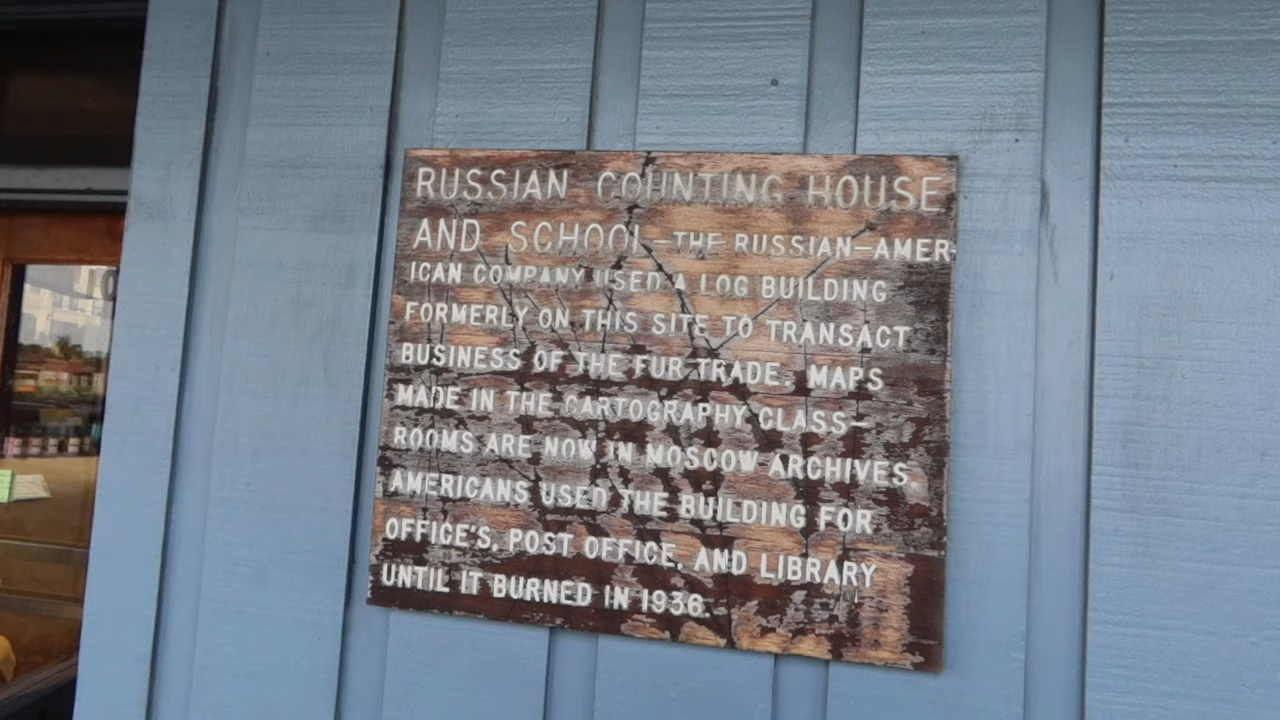 RUSSIAN COUNTING HOUSE
AND SCHOOL—THE RUSSIAN—AMER-
ICAN COMPANY USED A LOG BUILDING
FORMERLY ON THIS SITE TO TRANSACT
BUSINESS OF THE FUR TRADE. MAPS
MADE IN THE CARTOGRAPHY CLASS—
ROOMS ARE NOW IN MOSCOW ARCHIVES.
AMERICANS USED THE BUILDING FOR
OFFICE'S, POST OFFICE, AND LIBRARY
UNTIL IT BURNED IN 1936.